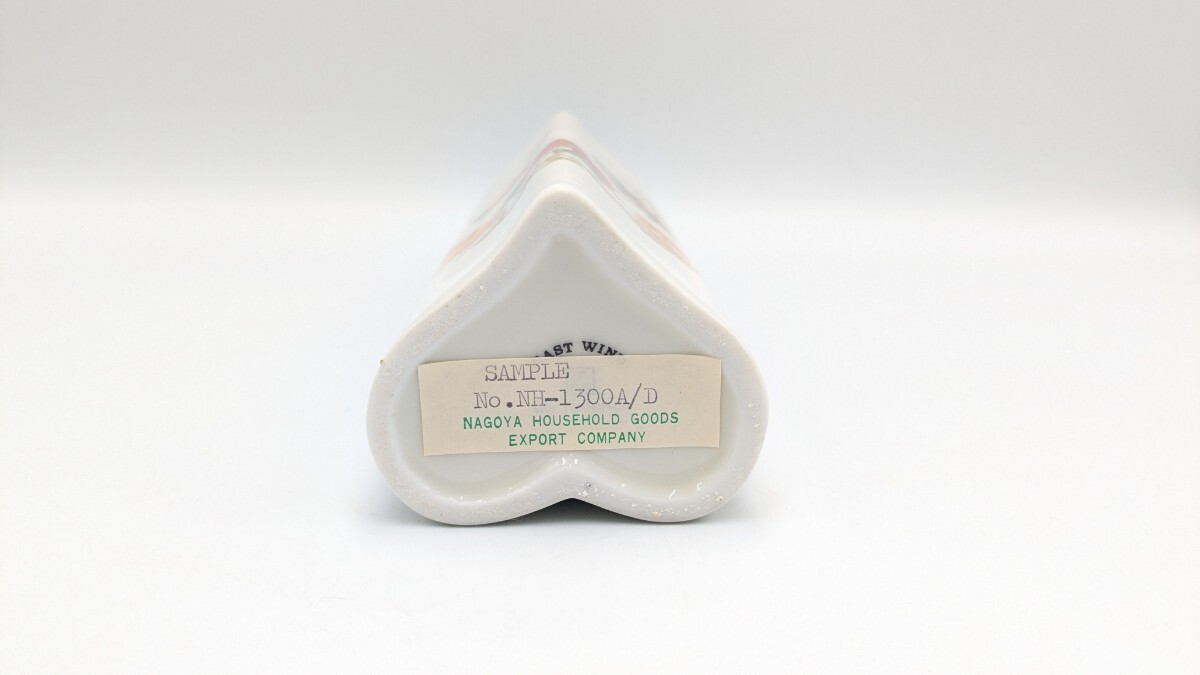 AST WIN
SAMPLE
No.NH-1300A/D
NAGOYA HOUSEHOLD GOODS
EXPORT COMPANY